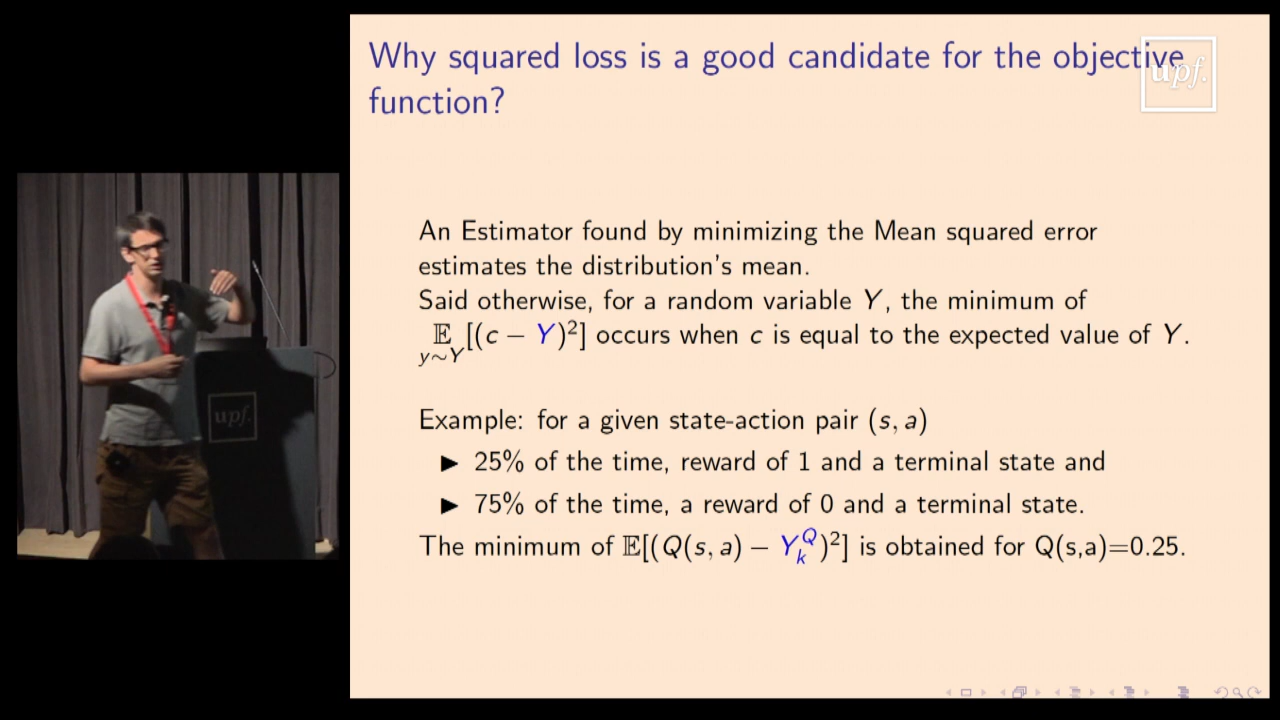 Why squared loss is a good candidate for the objective
function?
upf.
An Estimator found by minimizing the Mean squared error
estimates the distribution's mean.
Said otherwise, for a random variable Y, the minimum of
𝔼 [(c − Y)²] occurs when c is equal to the expected value of Y.
y∼Y
Example: for a given state-action pair (s, a)
▶ 25% of the time, reward of 1 and a terminal state and
▶ 75% of the time, a reward of 0 and a terminal state.
The minimum of 𝔼[(Q(s, a) − Y_k^Q)²] is obtained for Q(s,a)=0.25.
upf.